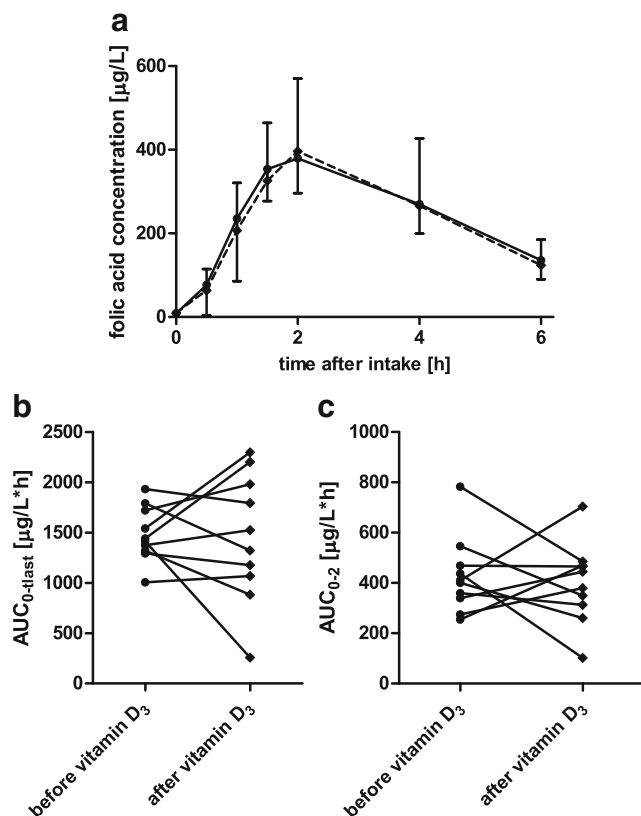 a
folic acid concentration [µg/L]
600
400
200
0
0 2 4 6
time after intake [h]
b
AUC0-tlast [µg/L*h]
2500
2000
1500
1000
500
0
before vitamin D3
after vitamin D3
c
AUC0-2 [µg/L*h]
1000
800
600
400
200
0
before vitamin D3
after vitamin D3